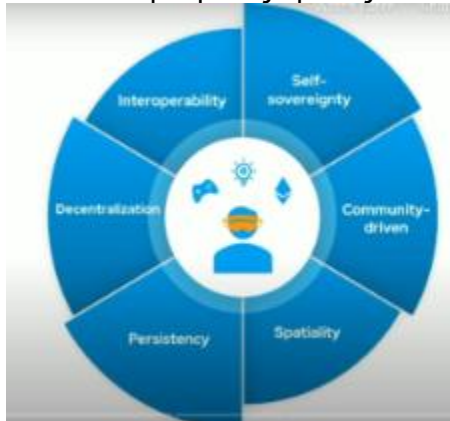 Self-
sovereignty
Interoperability
Community-
driven
Decentralization
Spatiality
Persistency